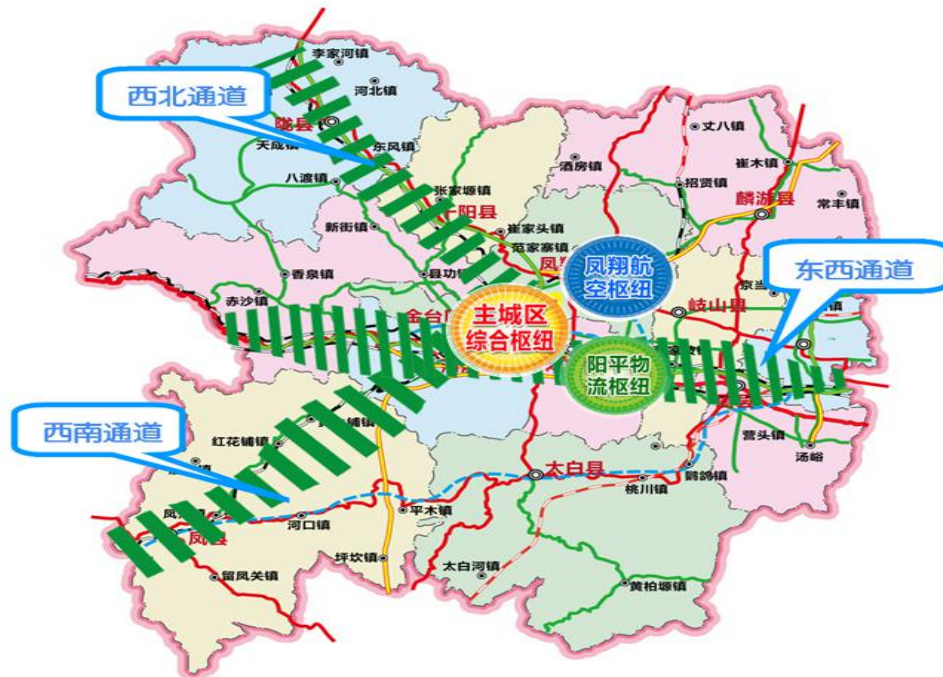 李家河镇
西北通道
河北镇
陇县
丈八镇
天成镇
东风镇
酒房镇
崔木镇
八渡镇
招贤镇
张家塬镇
麟游县
常丰镇
千阳县
新街镇
崔家头镇
范家寨镇
凤翔航
空枢纽
东西通道
香泉镇
县功镇
赤沙镇
岐山县
主城区
综合枢纽
阳平物
流枢纽
西南通道
红花铺镇
营头镇
汤峪
太白县
鹦鸽镇
桃川镇
河口镇
平木镇
凤县
坪坎镇
太白河镇
留凤关镇
黄柏塬镇